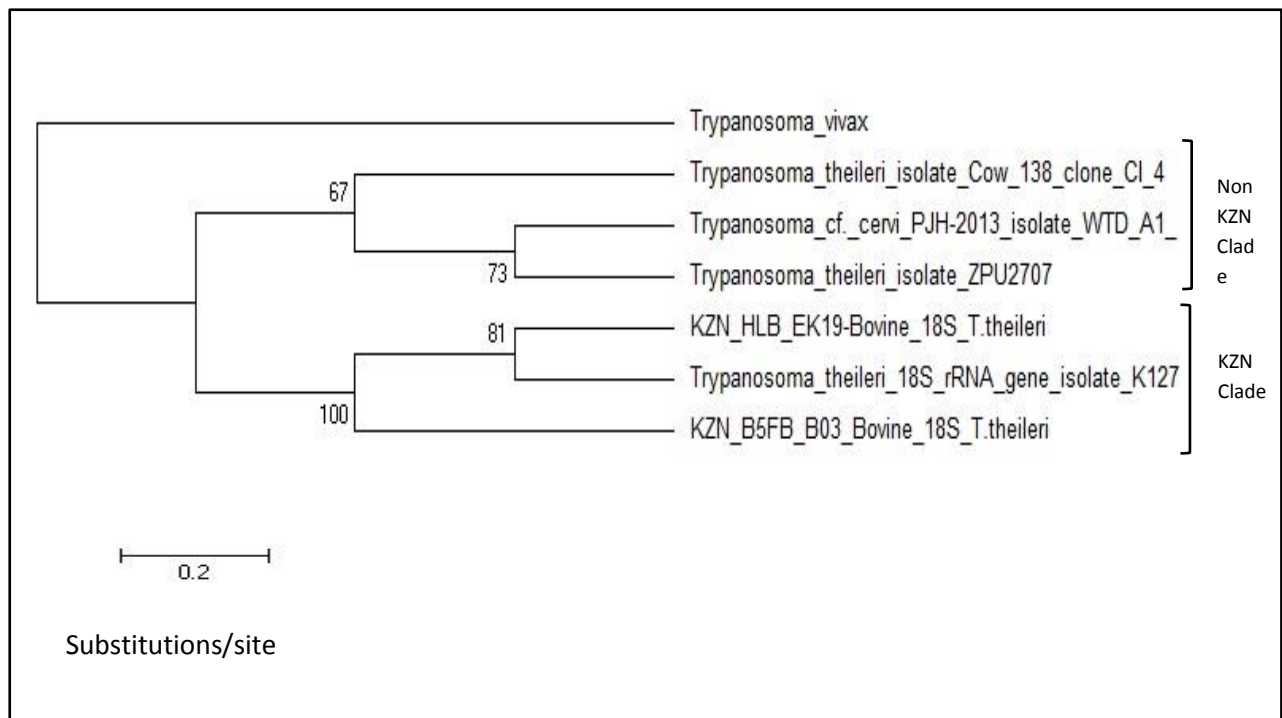 Trypanosoma_vivax
67
Trypanosoma_theileri_isolate_Cow_138_clone_Cl_4
Trypanosoma_cf._cervi_PJH-2013_isolate_WTD_A1_
73
Trypanosoma_theileri_isolate_ZPU2707
Non
KZN
Clad
e
81
KZN_HLB_EK19-Bovine_18S_T.theileri
Trypanosoma_theileri_18S_rRNA_gene_isolate_K127
100
KZN_B5FB_B03_Bovine_18S_T.theileri
KZN
Clade
0.2
Substitutions/site